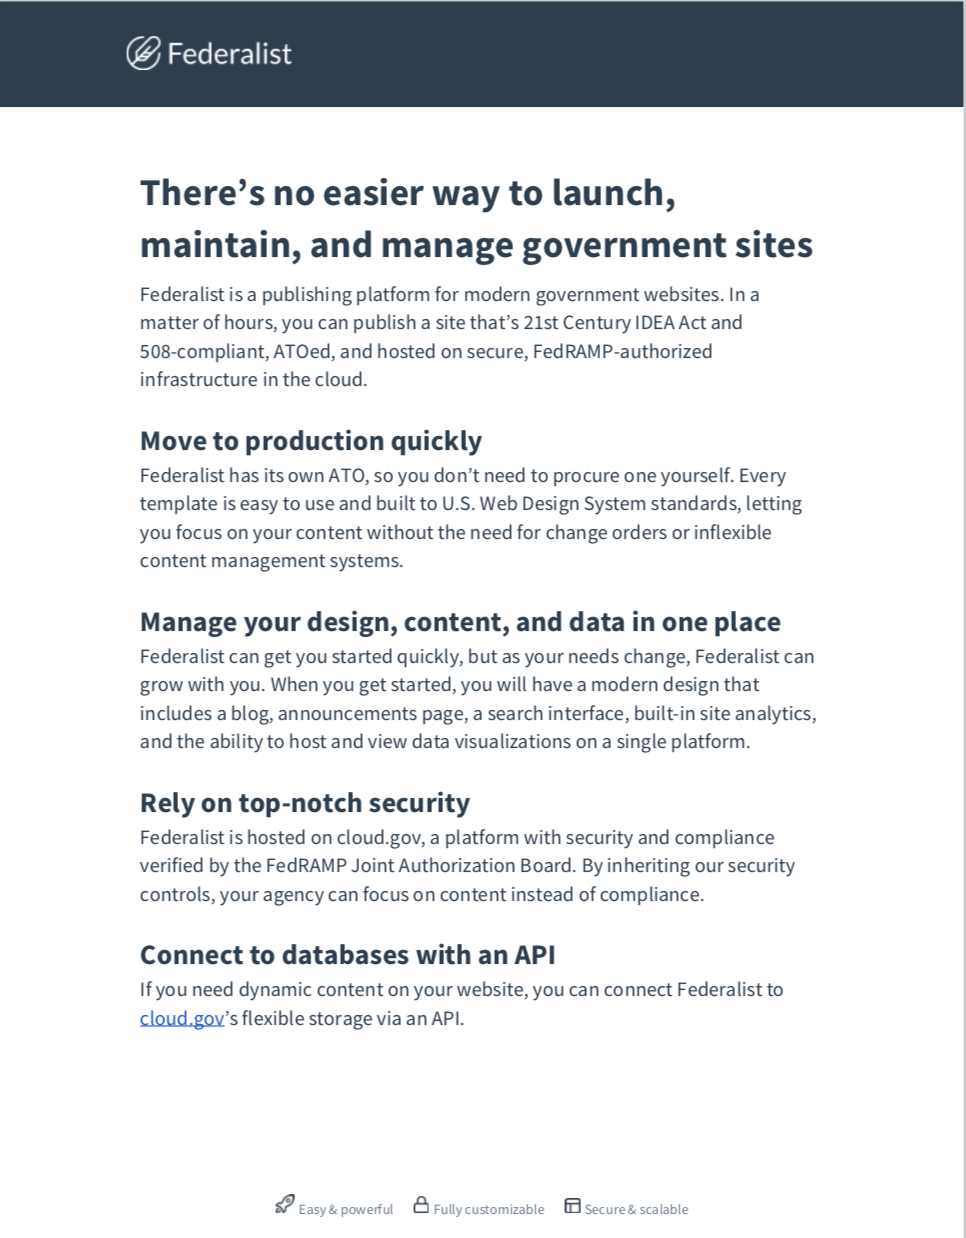 Federalist
There’s no easier way to launch,
maintain, and manage government sites
Federalist is a publishing platform for modern government websites. In a
matter of hours, you can publish a site that’s 21st Century IDEA Act and
508-compliant, ATOed, and hosted on secure, FedRAMP-authorized
infrastructure in the cloud.
Move to production quickly
Federalist has its own ATO, so you don’t need to procure one yourself. Every
template is easy to use and built to U.S. Web Design System standards, letting
you focus on your content without the need for change orders or inflexible
content management systems.
Manage your design, content, and data in one place
Federalist can get you started quickly, but as your needs change, Federalist can
grow with you. When you get started, you will have a modern design that
includes a blog, announcements page, a search interface, built-in site analytics,
and the ability to host and view data visualizations on a single platform.
Rely on top-notch security
Federalist is hosted on cloud.gov, a platform with security and compliance
verified by the FedRAMP Joint Authorization Board. By inheriting our security
controls, your agency can focus on content instead of compliance.
Connect to databases with an API
If you need dynamic content on your website, you can connect Federalist to
cloud.gov’s flexible storage via an API.
Easy & powerful Fully customizable Secure & scalable